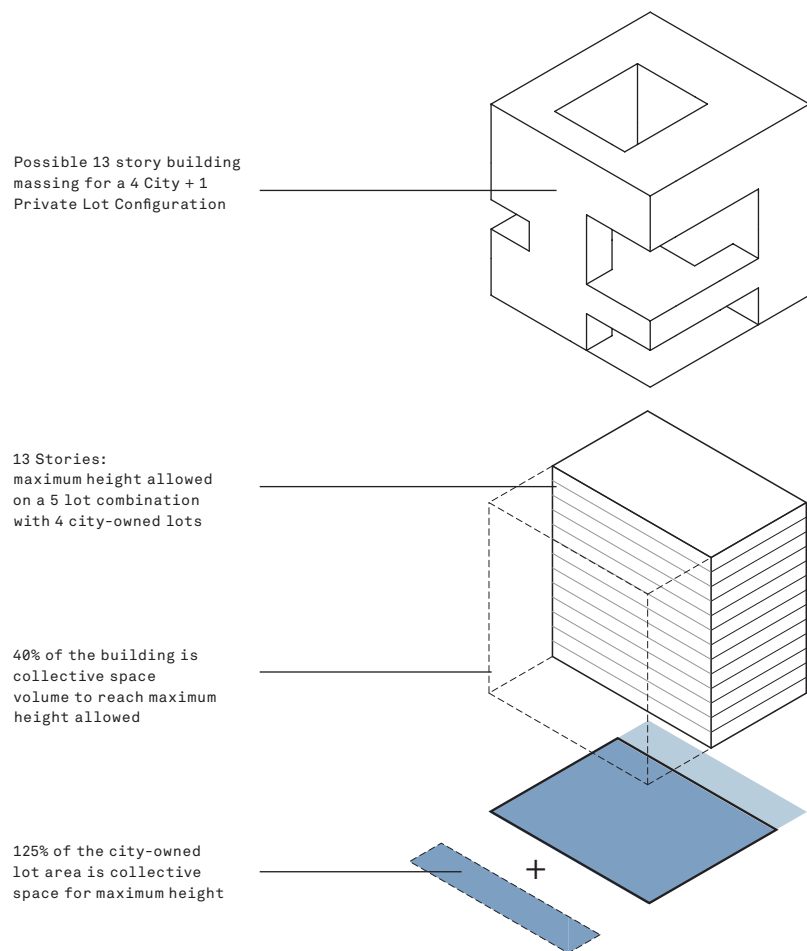 Possible 13 story building
massing for a 4 City + 1
Private Lot Configuration
13 Stories:
maximum height allowed
on a 5 lot combination
with 4 city-owned lots
40% of the building is
collective space
volume to reach maximum
height allowed
125% of the city-owned
lot area is collective
space for maximum height
+